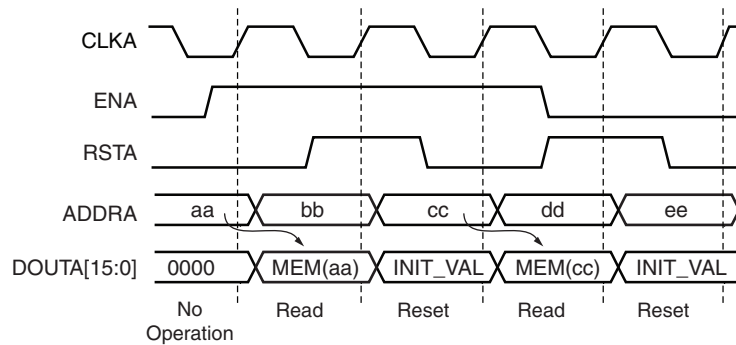 CLKA
ENA
RSTA
ADDRA aa bb cc dd ee
DOUTA[15:0] 0000 MEM(aa) INIT_VAL MEM(cc) INIT_VAL
No Read Reset Read Reset
Operation